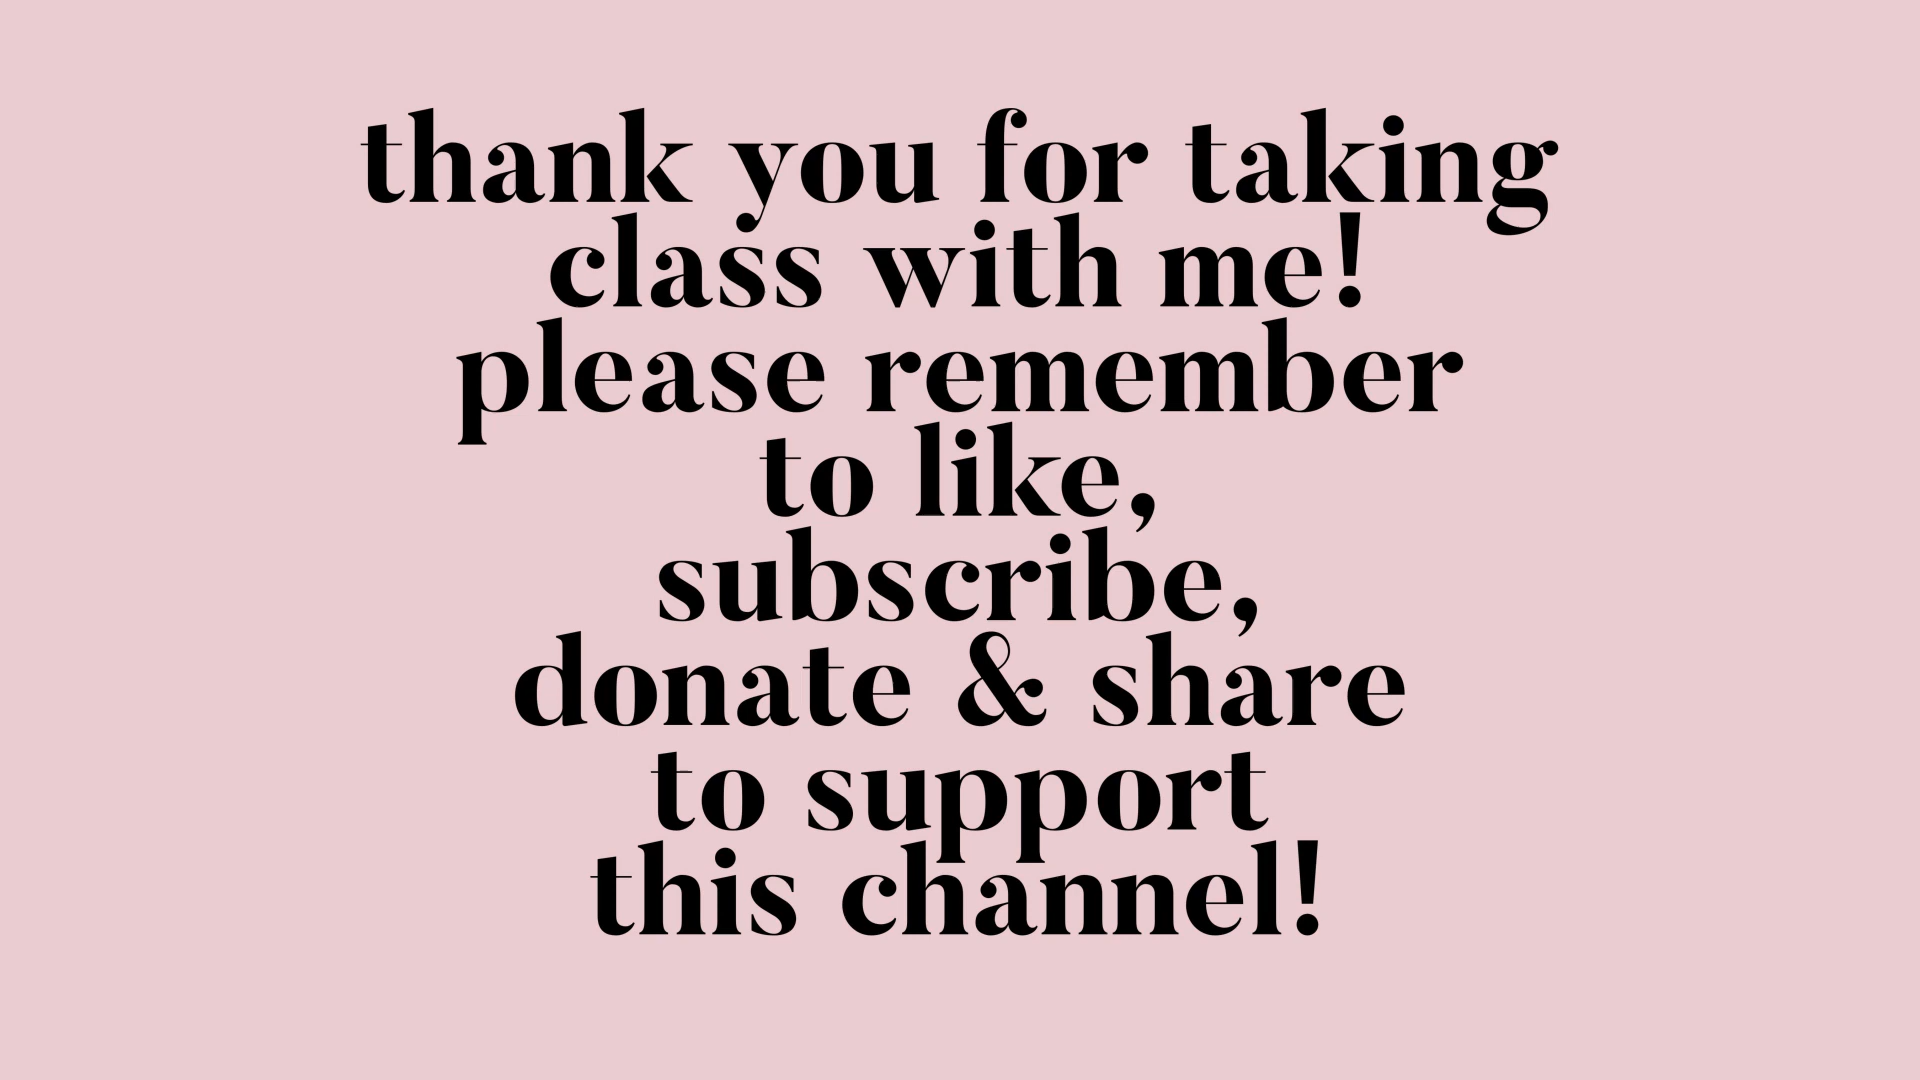 thank you for taking
class with me!
please remember
to like,
subscribe,
donate & share
to support
this channel!